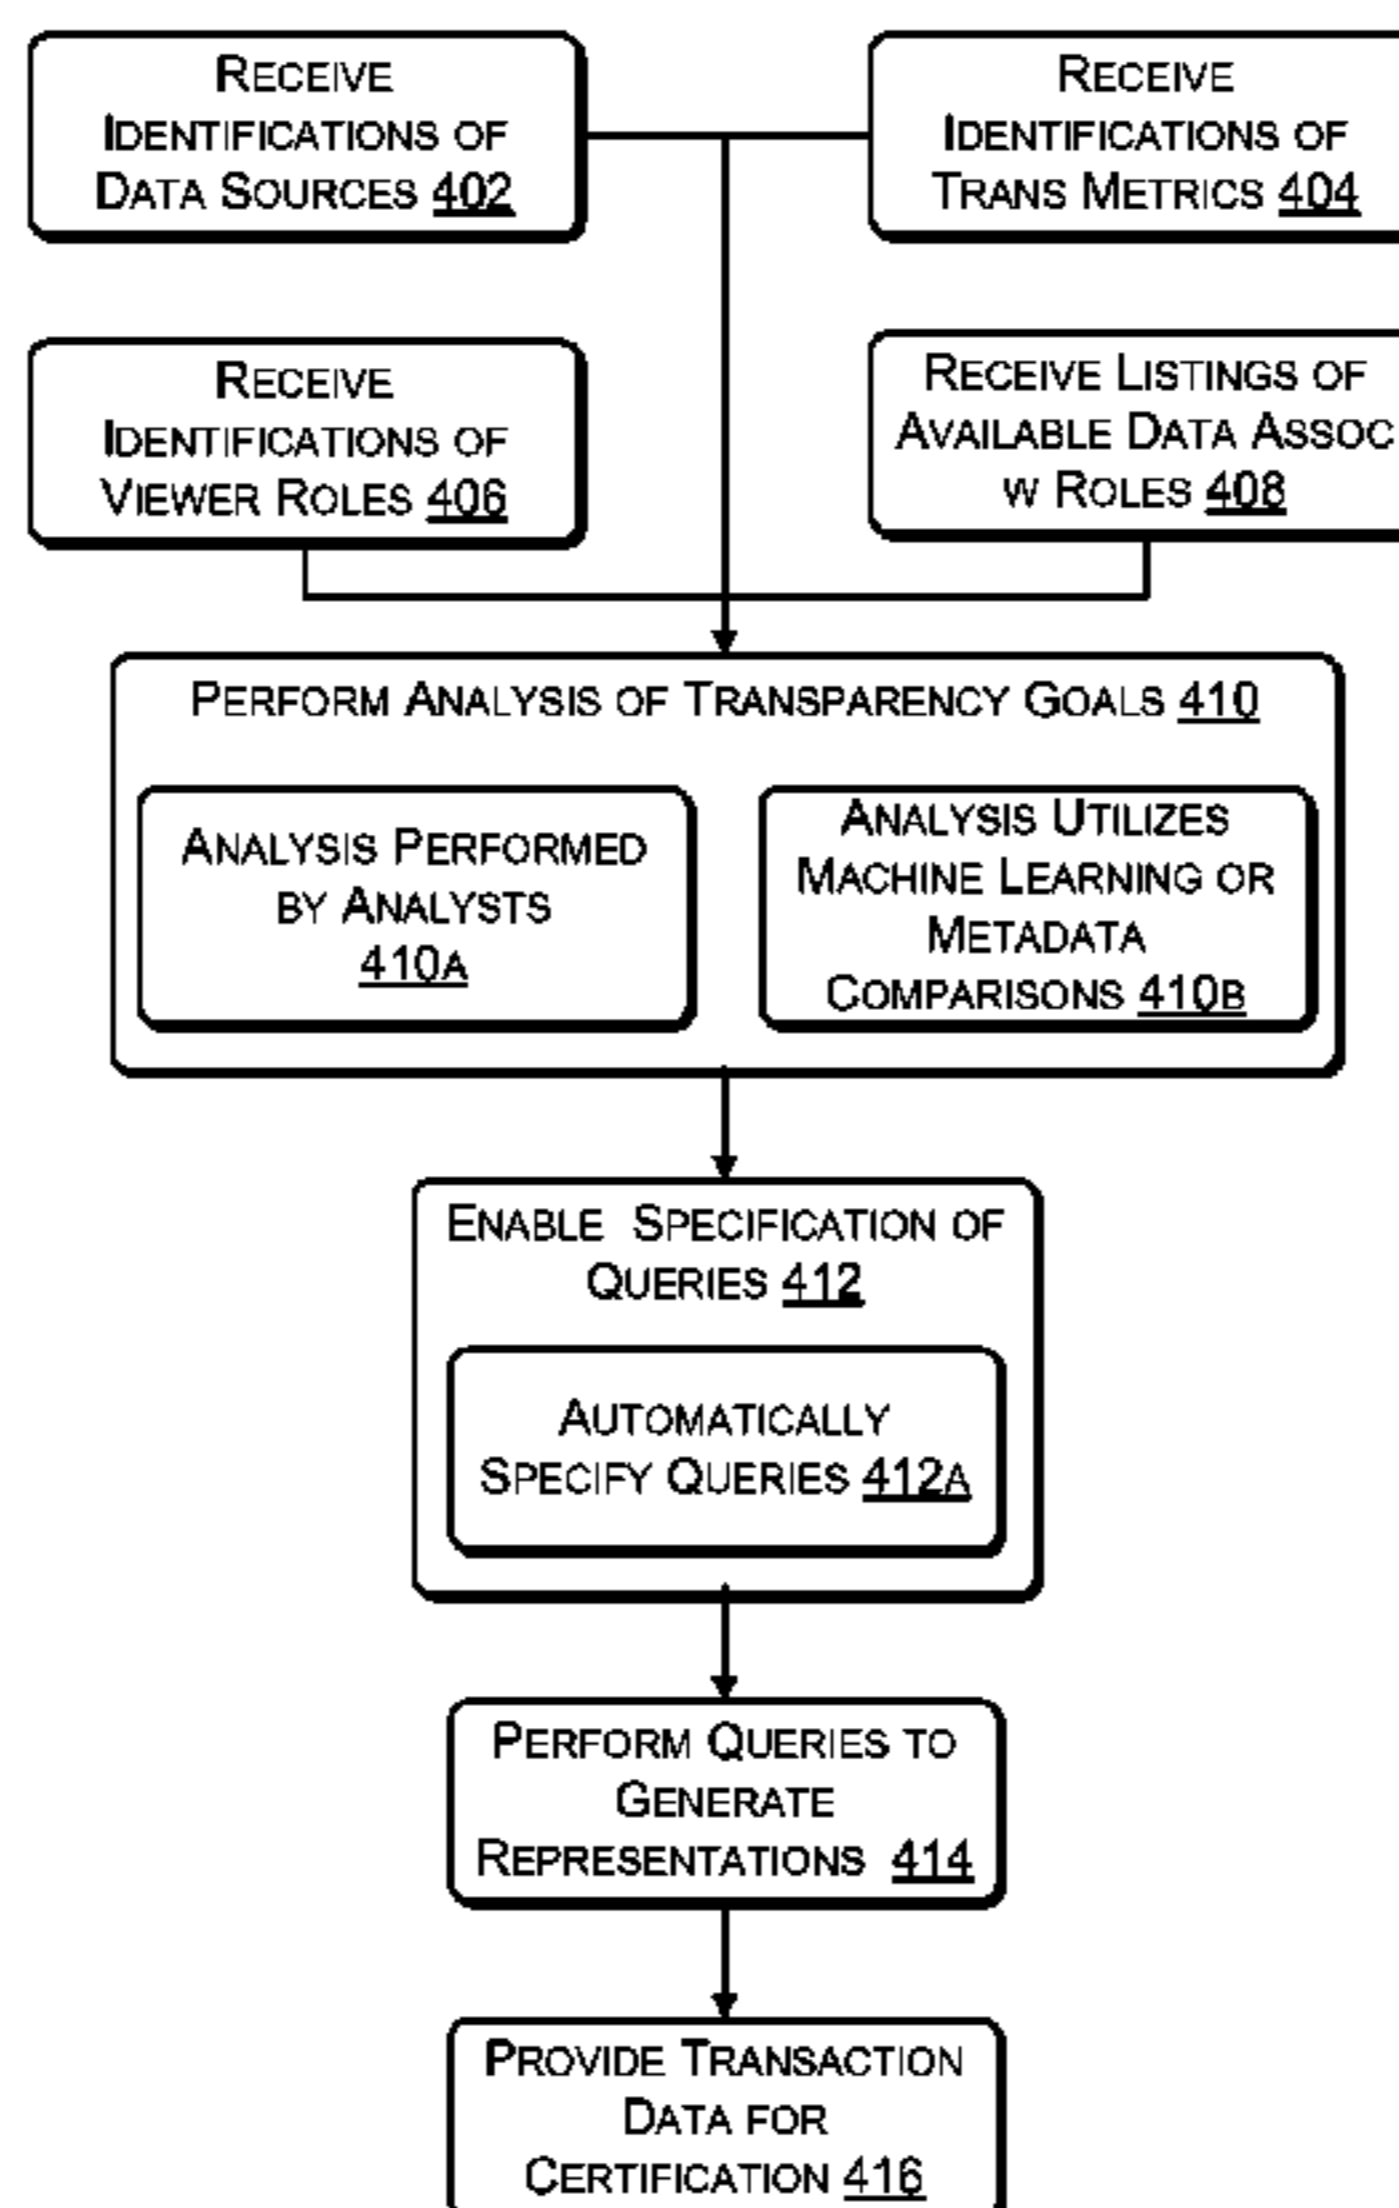 RECEIVE
IDENTIFICATIONS OF
DATA SOURCES 402
RECEIVE
IDENTIFICATIONS OF
TRANS METRICS 404
RECEIVE
IDENTIFICATIONS OF
VIEWER ROLES 406
RECEIVE LISTINGS OF
AVAILABLE DATA ASSOC
W ROLES 408
PERFORM ANALYSIS OF TRANSPARENCY GOALS 410
ANALYSIS PERFORMED
BY ANALYSTS
410A
ANALYSIS UTILIZES
MACHINE LEARNING OR
METADATA
COMPARISONS 410B
ENABLE SPECIFICATION OF
QUERIES 412
AUTOMATICALLY
SPECIFY QUERIES 412A
PERFORM QUERIES TO
GENERATE
REPRESENTATIONS 414
PROVIDE TRANSACTION
DATA FOR
CERTIFICATION 416